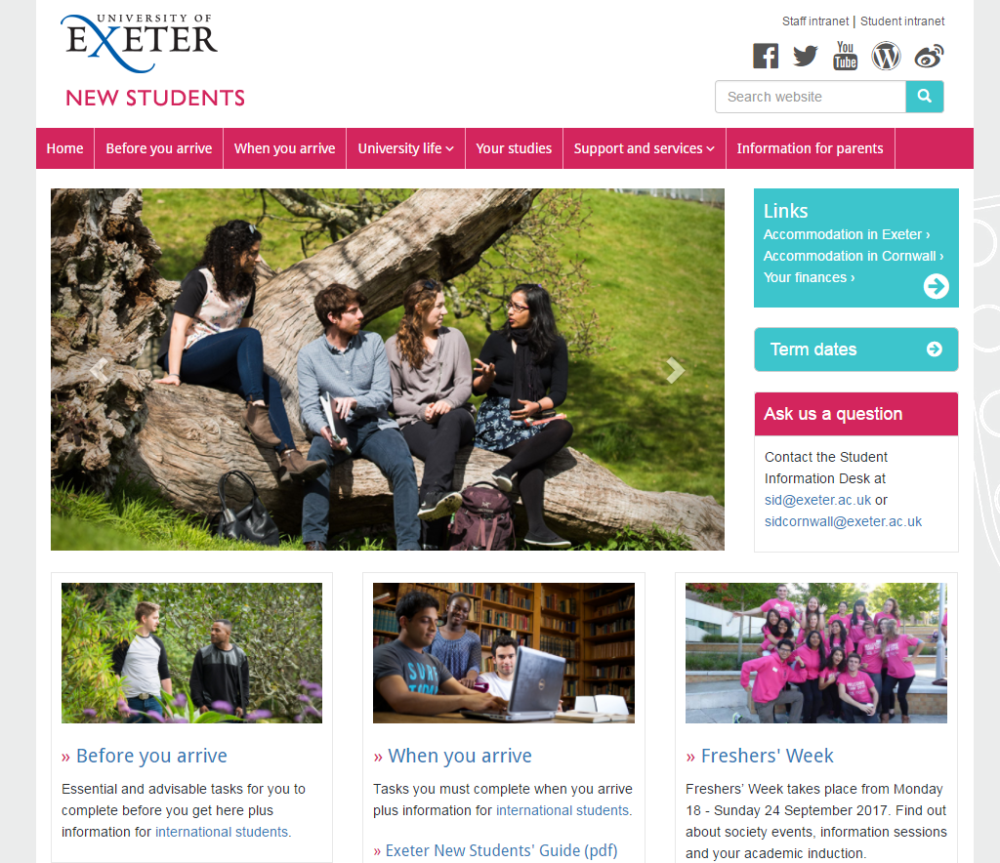 UNIVERSITY OF
EXETER
NEW STUDENTS
Staff intranet | Student intranet
You
Tube
Search website
Home
Before you arrive
When you arrive
University life
Your studies
Support and services
Information for parents
Links
Accommodation in Exeter ›
Accommodation in Cornwall ›
Your finances ›
Term dates
Ask us a question
Contact the Student
Information Desk at
sid@exeter.ac.uk or
sidcornwall@exeter.ac.uk
» Before you arrive
Essential and advisable tasks for you to
complete before you get here plus
information for international students.
SURF
» When you arrive
Tasks you must complete when you arrive
plus information for international students.
» Exeter New Students' Guide (pdf)
» Freshers' Week
Freshers’ Week takes place from Monday
18 - Sunday 24 September 2017. Find out
about society events, information sessions
and your academic induction.